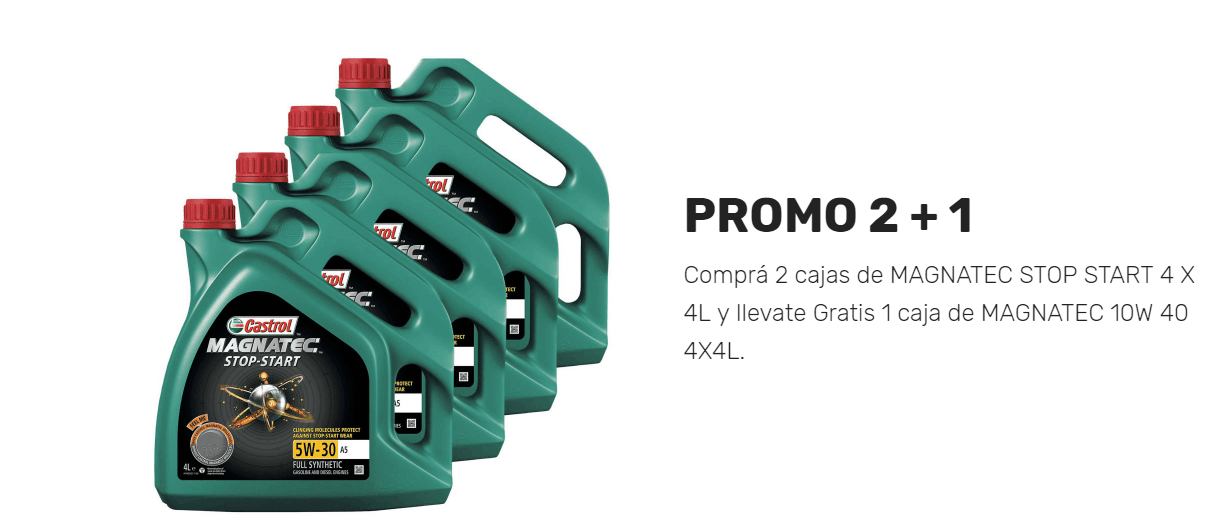 PROMO 2 + 1
Comprá 2 cajas de MAGNATEC STOP START 4 X
4L y llevate Gratis 1 caja de MAGNATEC 10W 40
4X4L.
Castrol
MAGNATEC
STOP-START
CLINGING MOLECULES PROTECT
AGAINST STOP-START WEAR
5W-30 A5
FULL SYNTHETIC
GASOLINE AND DIESEL ENGINES
4L